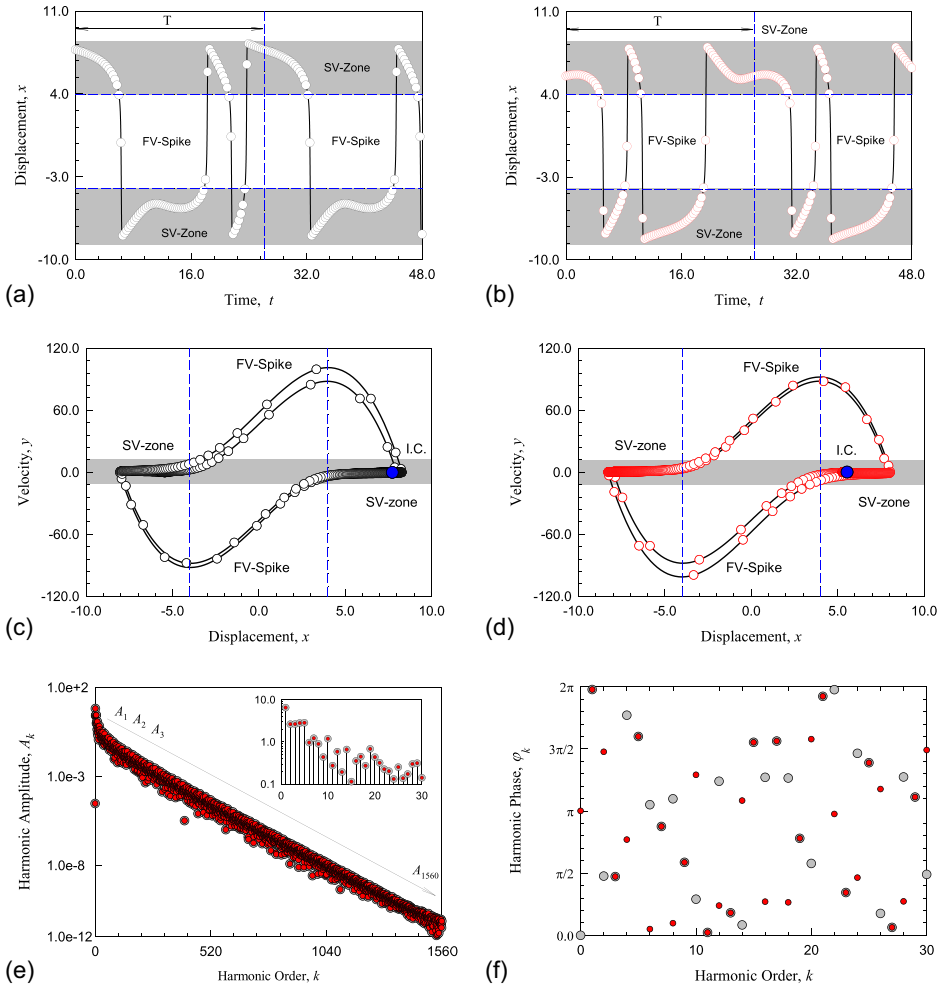 11.0
4.0
-3.0
-10.0
Displacement, x
T
SV-Zone
FV-Spike
FV-Spike
SV-Zone
0.0
16.0
32.0
48.0
Time, t
(a)
11.0
4.0
-3.0
-10.0
Displacement, x
T
SV-Zone
FV-Spike
FV-Spike
SV-Zone
0.0
16.0
32.0
48.0
Time, t
(b)
120.0
60.0
0.0
-60.0
-120.0
Velocity, y
FV-Spike
SV-zone
I.C.
SV-zone
FV-Spike
-10.0
-5.0
0.0
5.0
10.0
Displacement, x
(c)
120.0
60.0
0.0
-60.0
-120.0
Velocity, y
FV-Spike
SV-zone
I.C.
SV-zone
FV-Spike
-10.0
-5.0
0.0
5.0
10.0
Displacement, x
(d)
1.0e+2
1.0e-3
1.0e-8
1.0e-12
Harmonic Amplitude, A_k
A_1 A_2 A_3
A_1560
10.0
1.0
0.1
0
10
20
30
0
520
1040
1560
Harmonic Order, k
(e)
2π
3π/2
π
π/2
0.0
Harmonic Phase, φ_k
0
10
20
30
Harmonic Order, k
(f)